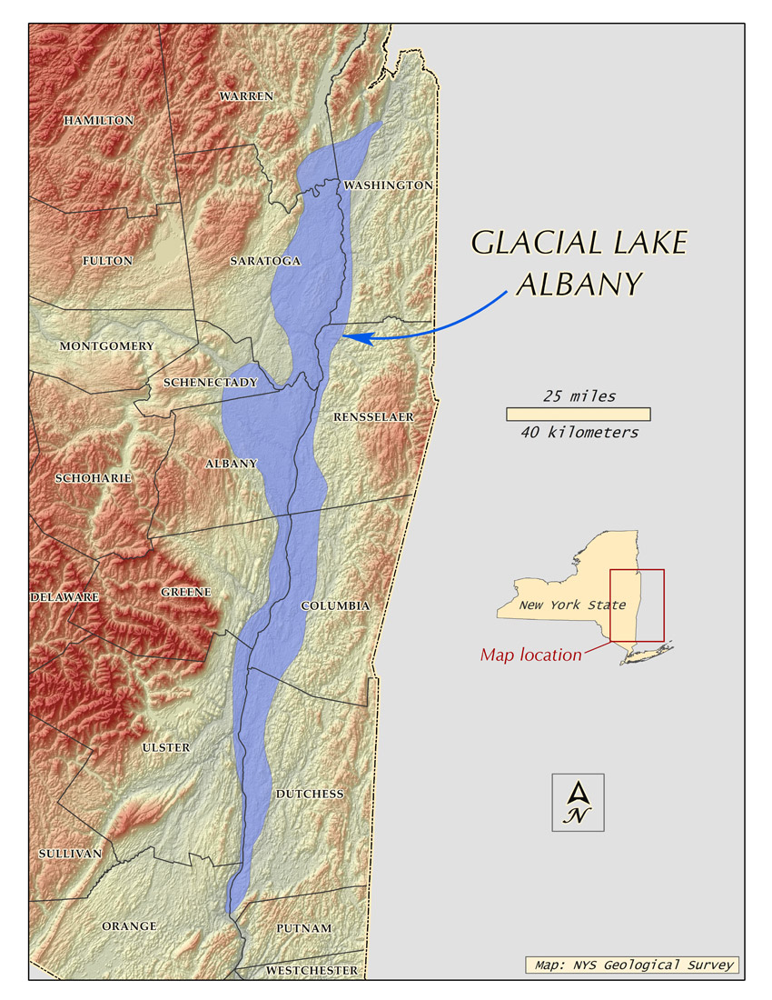 HAMILTON
WARREN
WASHINGTON
FULTON
SARATOGA
MONTGOMERY
SCHENECTADY
RENSSELAER
ALBANY
SCHOHARIE
DELAWARE
GREENE
COLUMBIA
ULSTER
DUTCHESS
SULLIVAN
ORANGE
PUTNAM
WESTCHESTER
GLACIAL LAKE
ALBANY
25 miles
40 kilometers
New York State
Map location
N
Map: NYS Geological Survey